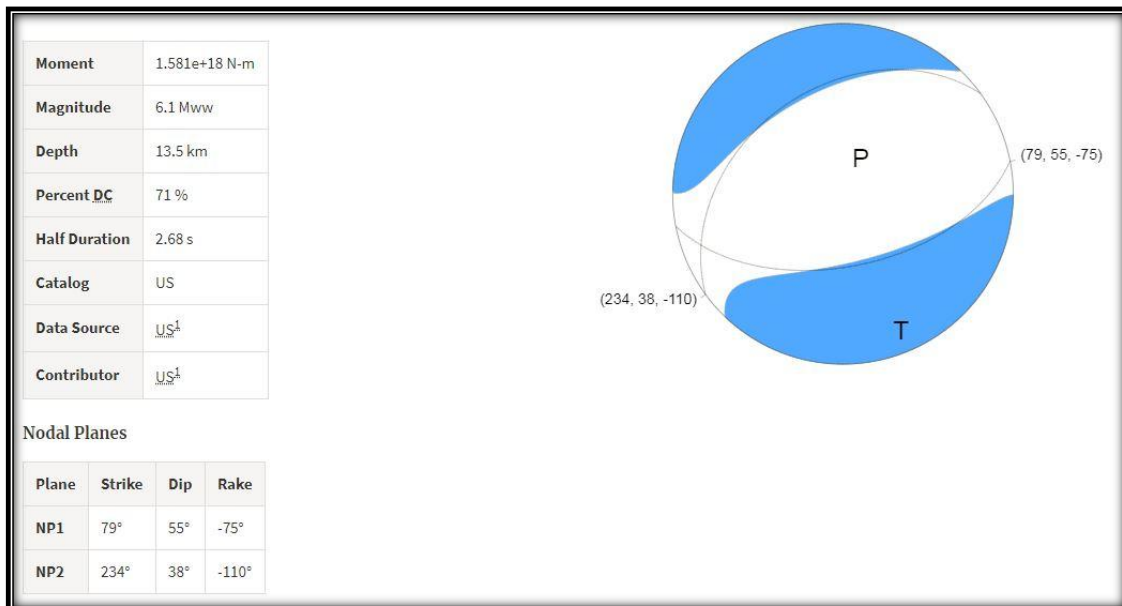 Moment 1.581e+18 N-m
Magnitude 6.1 Mww
Depth 13.5 km
Percent DC 71 %
Half Duration 2.68 s
Catalog US
Data Source US1
Contributor US1
Nodal Planes
Plane Strike Dip Rake
NP1 79° 55° -75°
NP2 234° 38° -110°
P
(79, 55, -75)
(234, 38, -110)
T